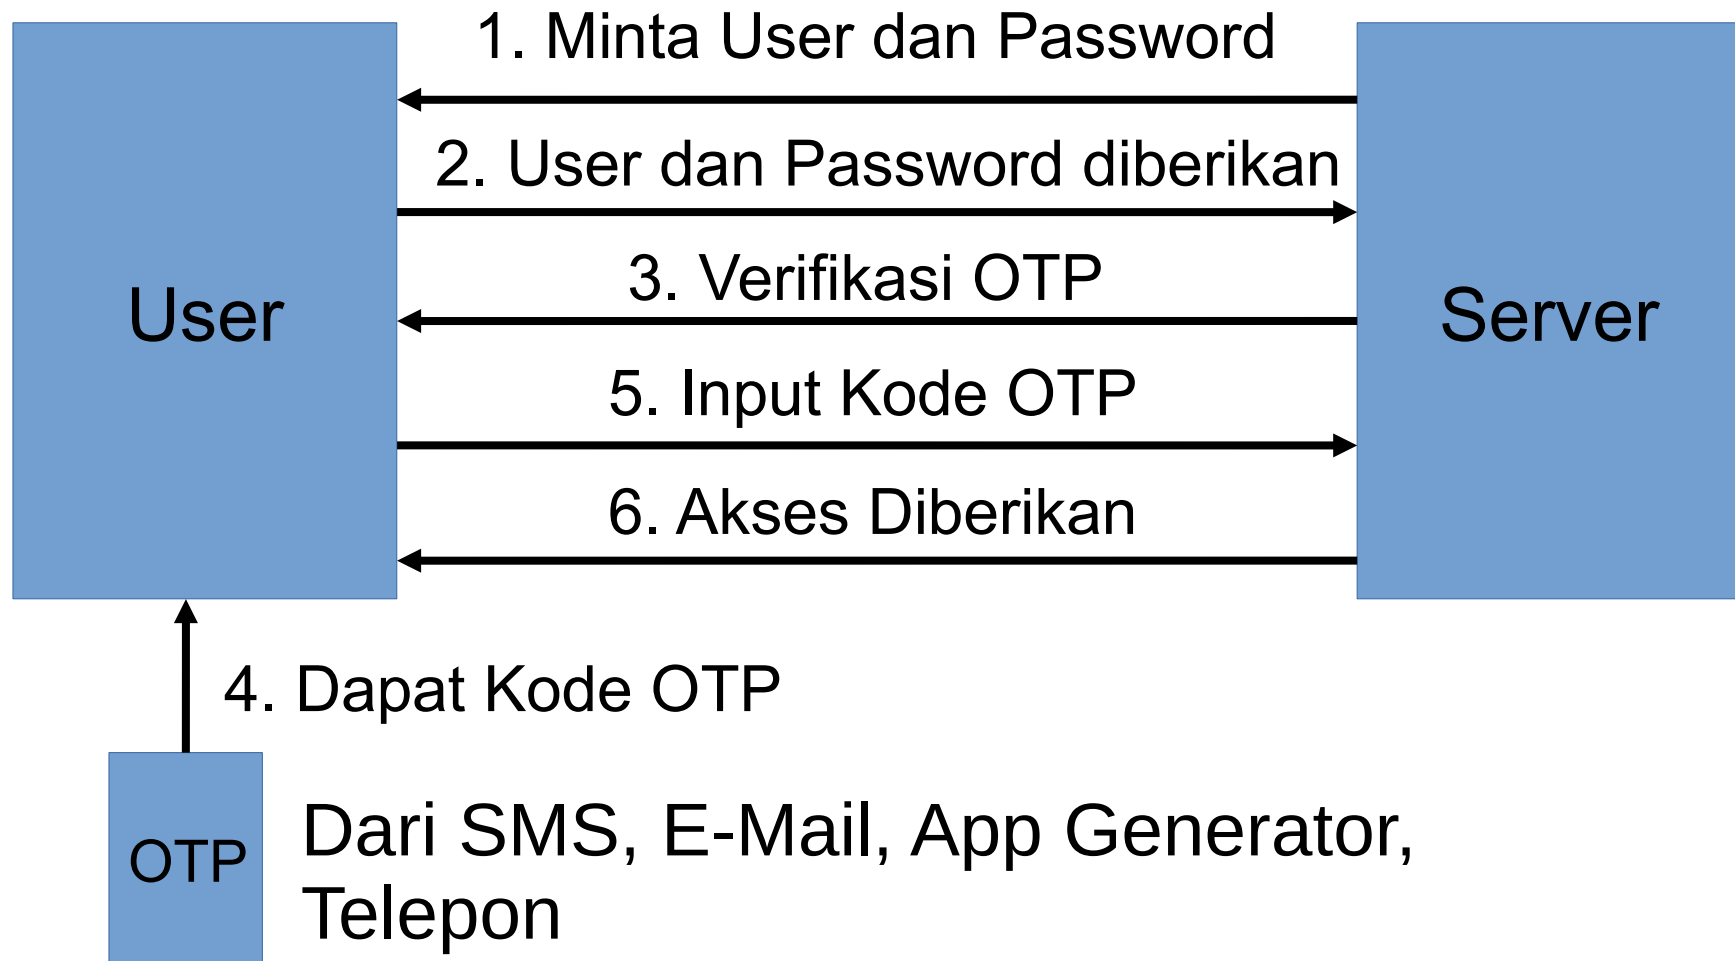 1. Minta User dan Password
2. User dan Password diberikan
3. Verifikasi OTP
User
Server
5. Input Kode OTP
6. Akses Diberikan
4. Dapat Kode OTP
OTP
Dari SMS, E-Mail, App Generator,
Telepon